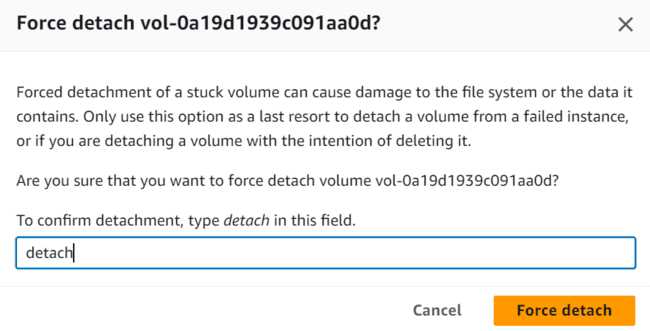 Force detach vol-0a19d1939c091aa0d?
Forced detachment of a stuck volume can cause damage to the file system or the data it
contains. Only use this option as a last resort to detach a volume from a failed instance,
or if you are detaching a volume with the intention of deleting it.
Are you sure that you want to force detach volume vol-0a19d1939c091aa0d?
To confirm detachment, type detach in this field.
detach
Cancel Force detach